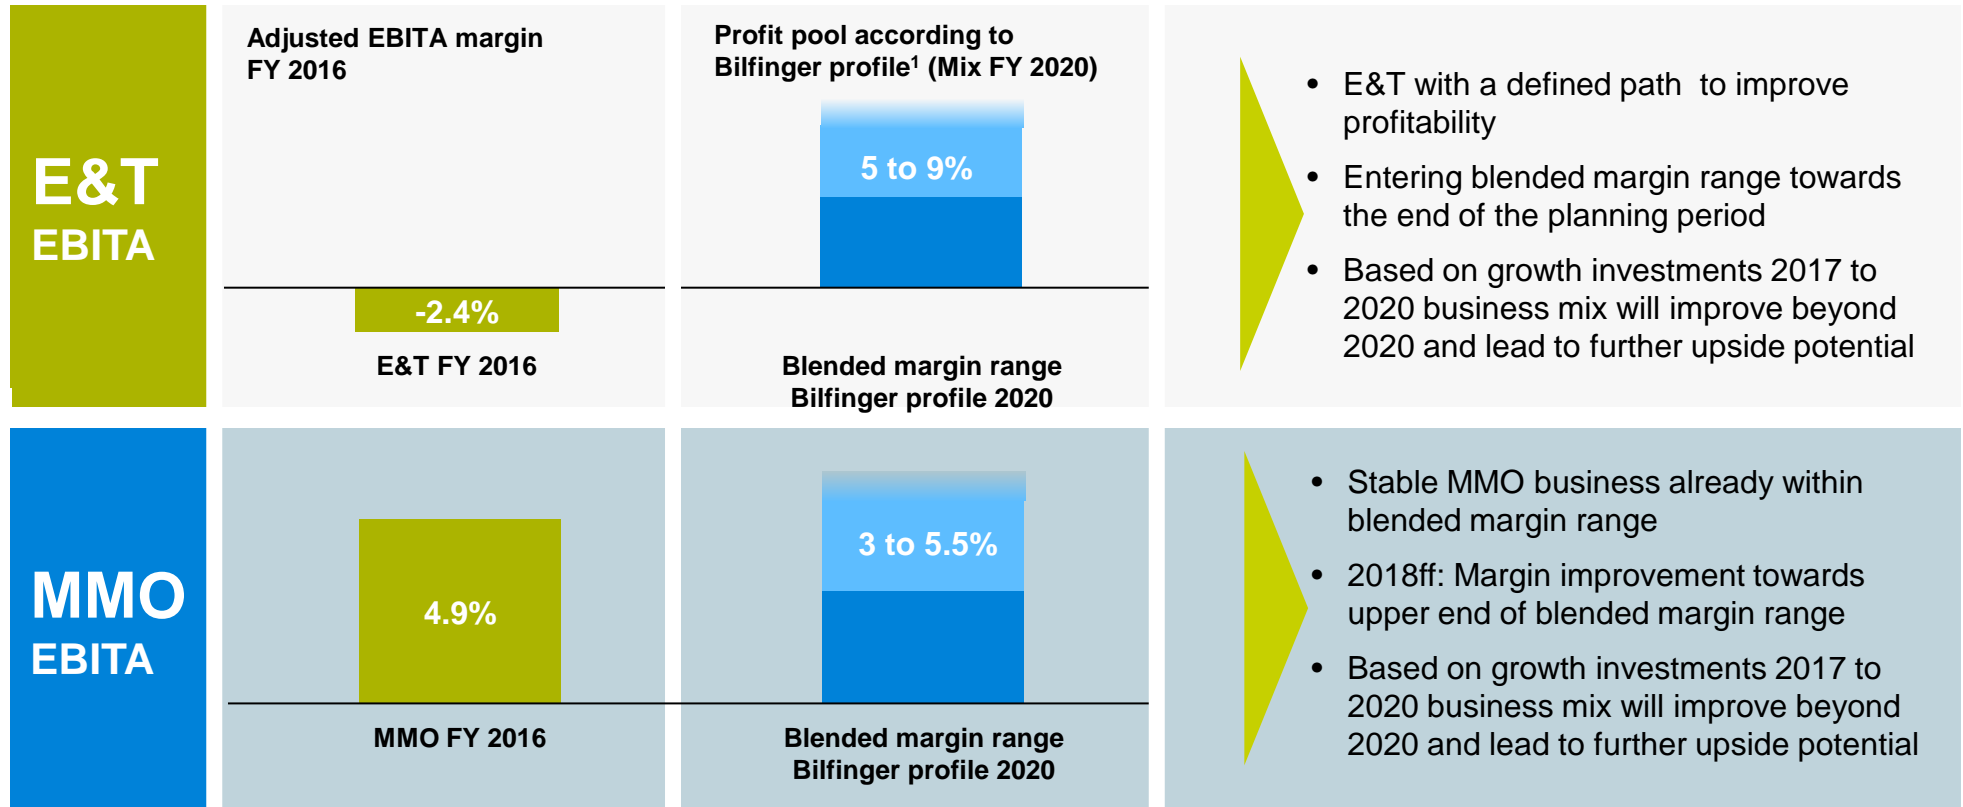 E&T
EBITA
Adjusted EBITA margin
FY 2016
-2.4%
E&T FY 2016
Profit pool according to
Bilfinger profile¹ (Mix FY 2020)
5 to 9%
Blended margin range
Bilfinger profile 2020
• E&T with a defined path  to improve
profitability
• Entering blended margin range towards
the end of the planning period
• Based on growth investments 2017 to
2020 business mix will improve beyond
2020 and lead to further upside potential
MMO
EBITA
4.9%
MMO FY 2016
3 to 5.5%
Blended margin range
Bilfinger profile 2020
• Stable MMO business already within
blended margin range
• 2018ff: Margin improvement towards
upper end of blended margin range
• Based on growth investments 2017 to
2020 business mix will improve beyond
2020 and lead to further upside potential